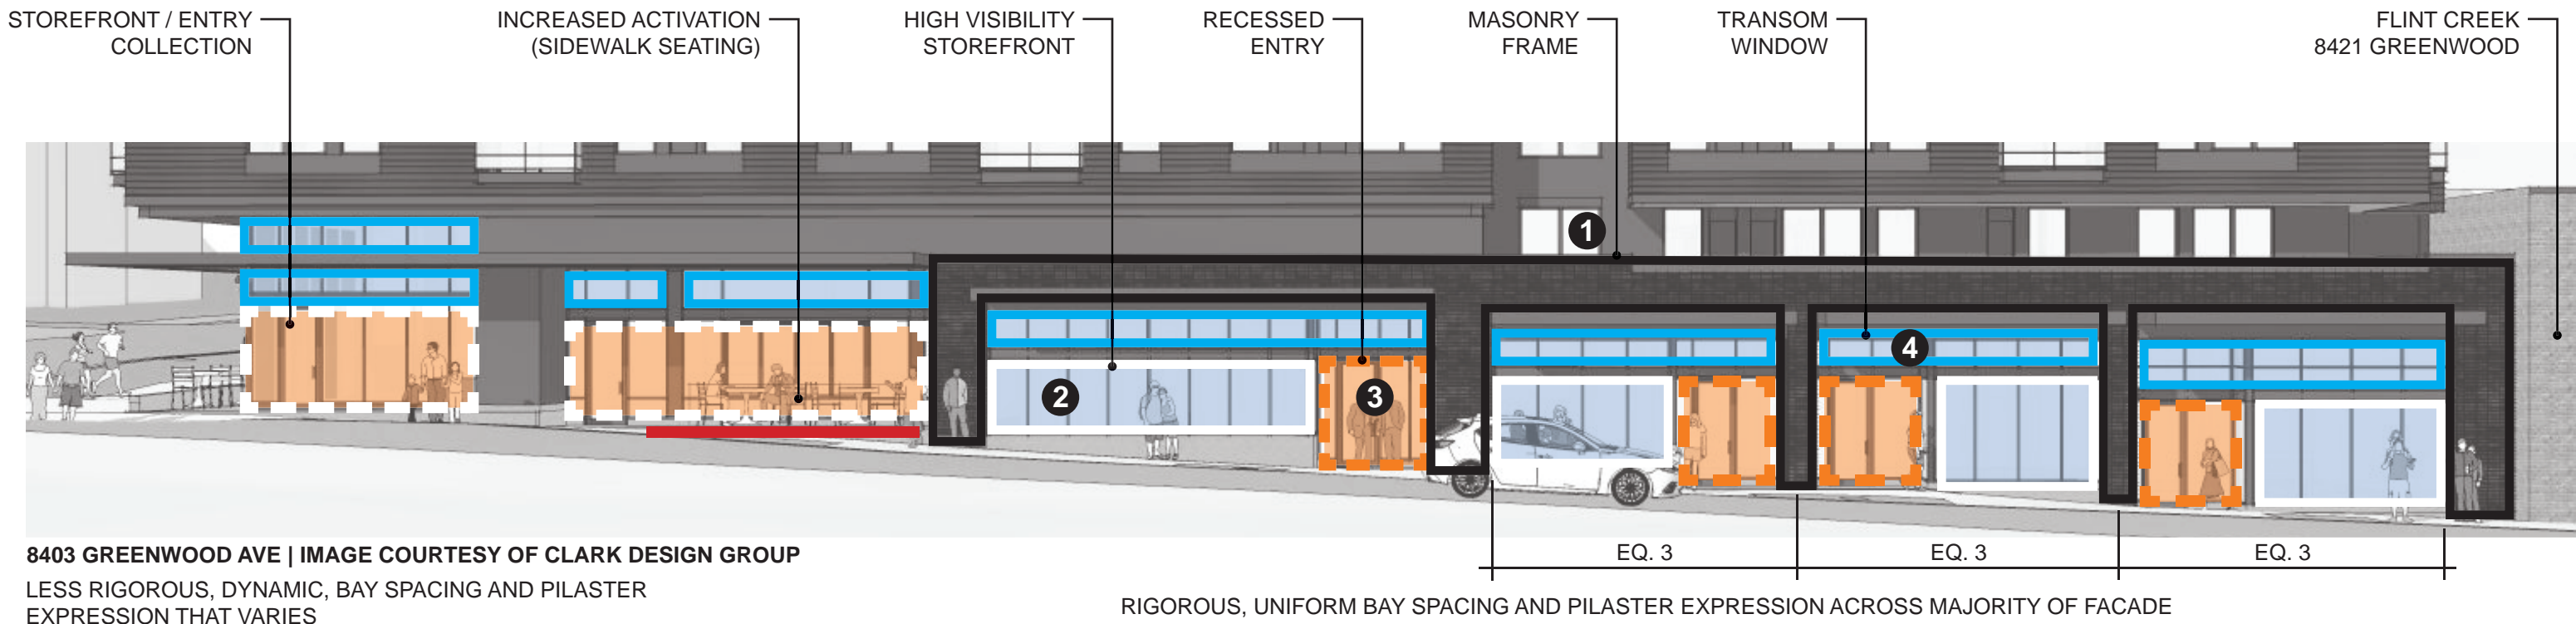 STOREFRONT / ENTRY
COLLECTION
INCREASED ACTIVATION
(SIDEWALK SEATING)
HIGH VISIBILITY
STOREFRONT
RECESSED
ENTRY
MASONRY
FRAME
TRANSOM
WINDOW
FLINT CREEK
8421 GREENWOOD
1
2
3
4
EQ. 3
EQ. 3
EQ. 3
8403 GREENWOOD AVE | IMAGE COURTESY OF CLARK DESIGN GROUP
LESS RIGOROUS, DYNAMIC, BAY SPACING AND PILASTER
EXPRESSION THAT VARIES
RIGOROUS, UNIFORM BAY SPACING AND PILASTER EXPRESSION ACROSS MAJORITY OF FACADE